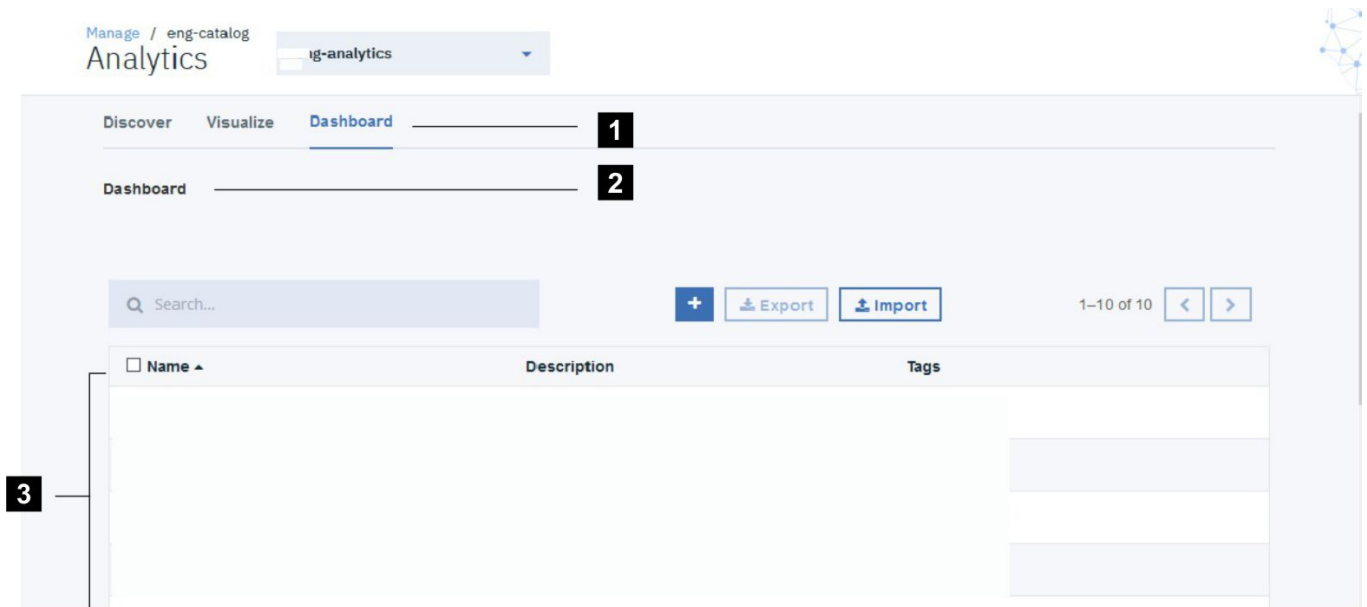 Manage / eng-catalog
Analytics
g-analytics
Discover Visualize Dashboard 1
Dashboard 2
Search...
+ Export Import 1–10 of 10 < >
Name Description Tags
3